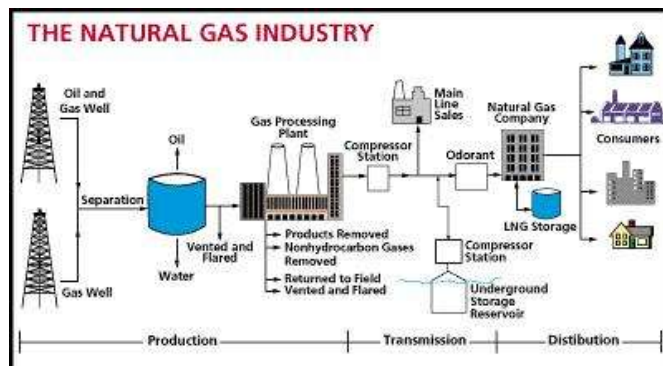 THE NATURAL GAS INDUSTRY
Oil and
Gas Well
Separation
Gas Well
Oil
Water
Vented and
Flared
Gas Processing
Plant
Products Removed
Nonhydrocarbon Gases
Removed
Returned to Field
Vented and Flared
Compressor
Station
Main
Line
Sales
Compressor
Station
Underground
Storage
Reservoir
Odorant
Natural Gas
Company
LNG Storage
Consumers
Production
Transmission
Distibution